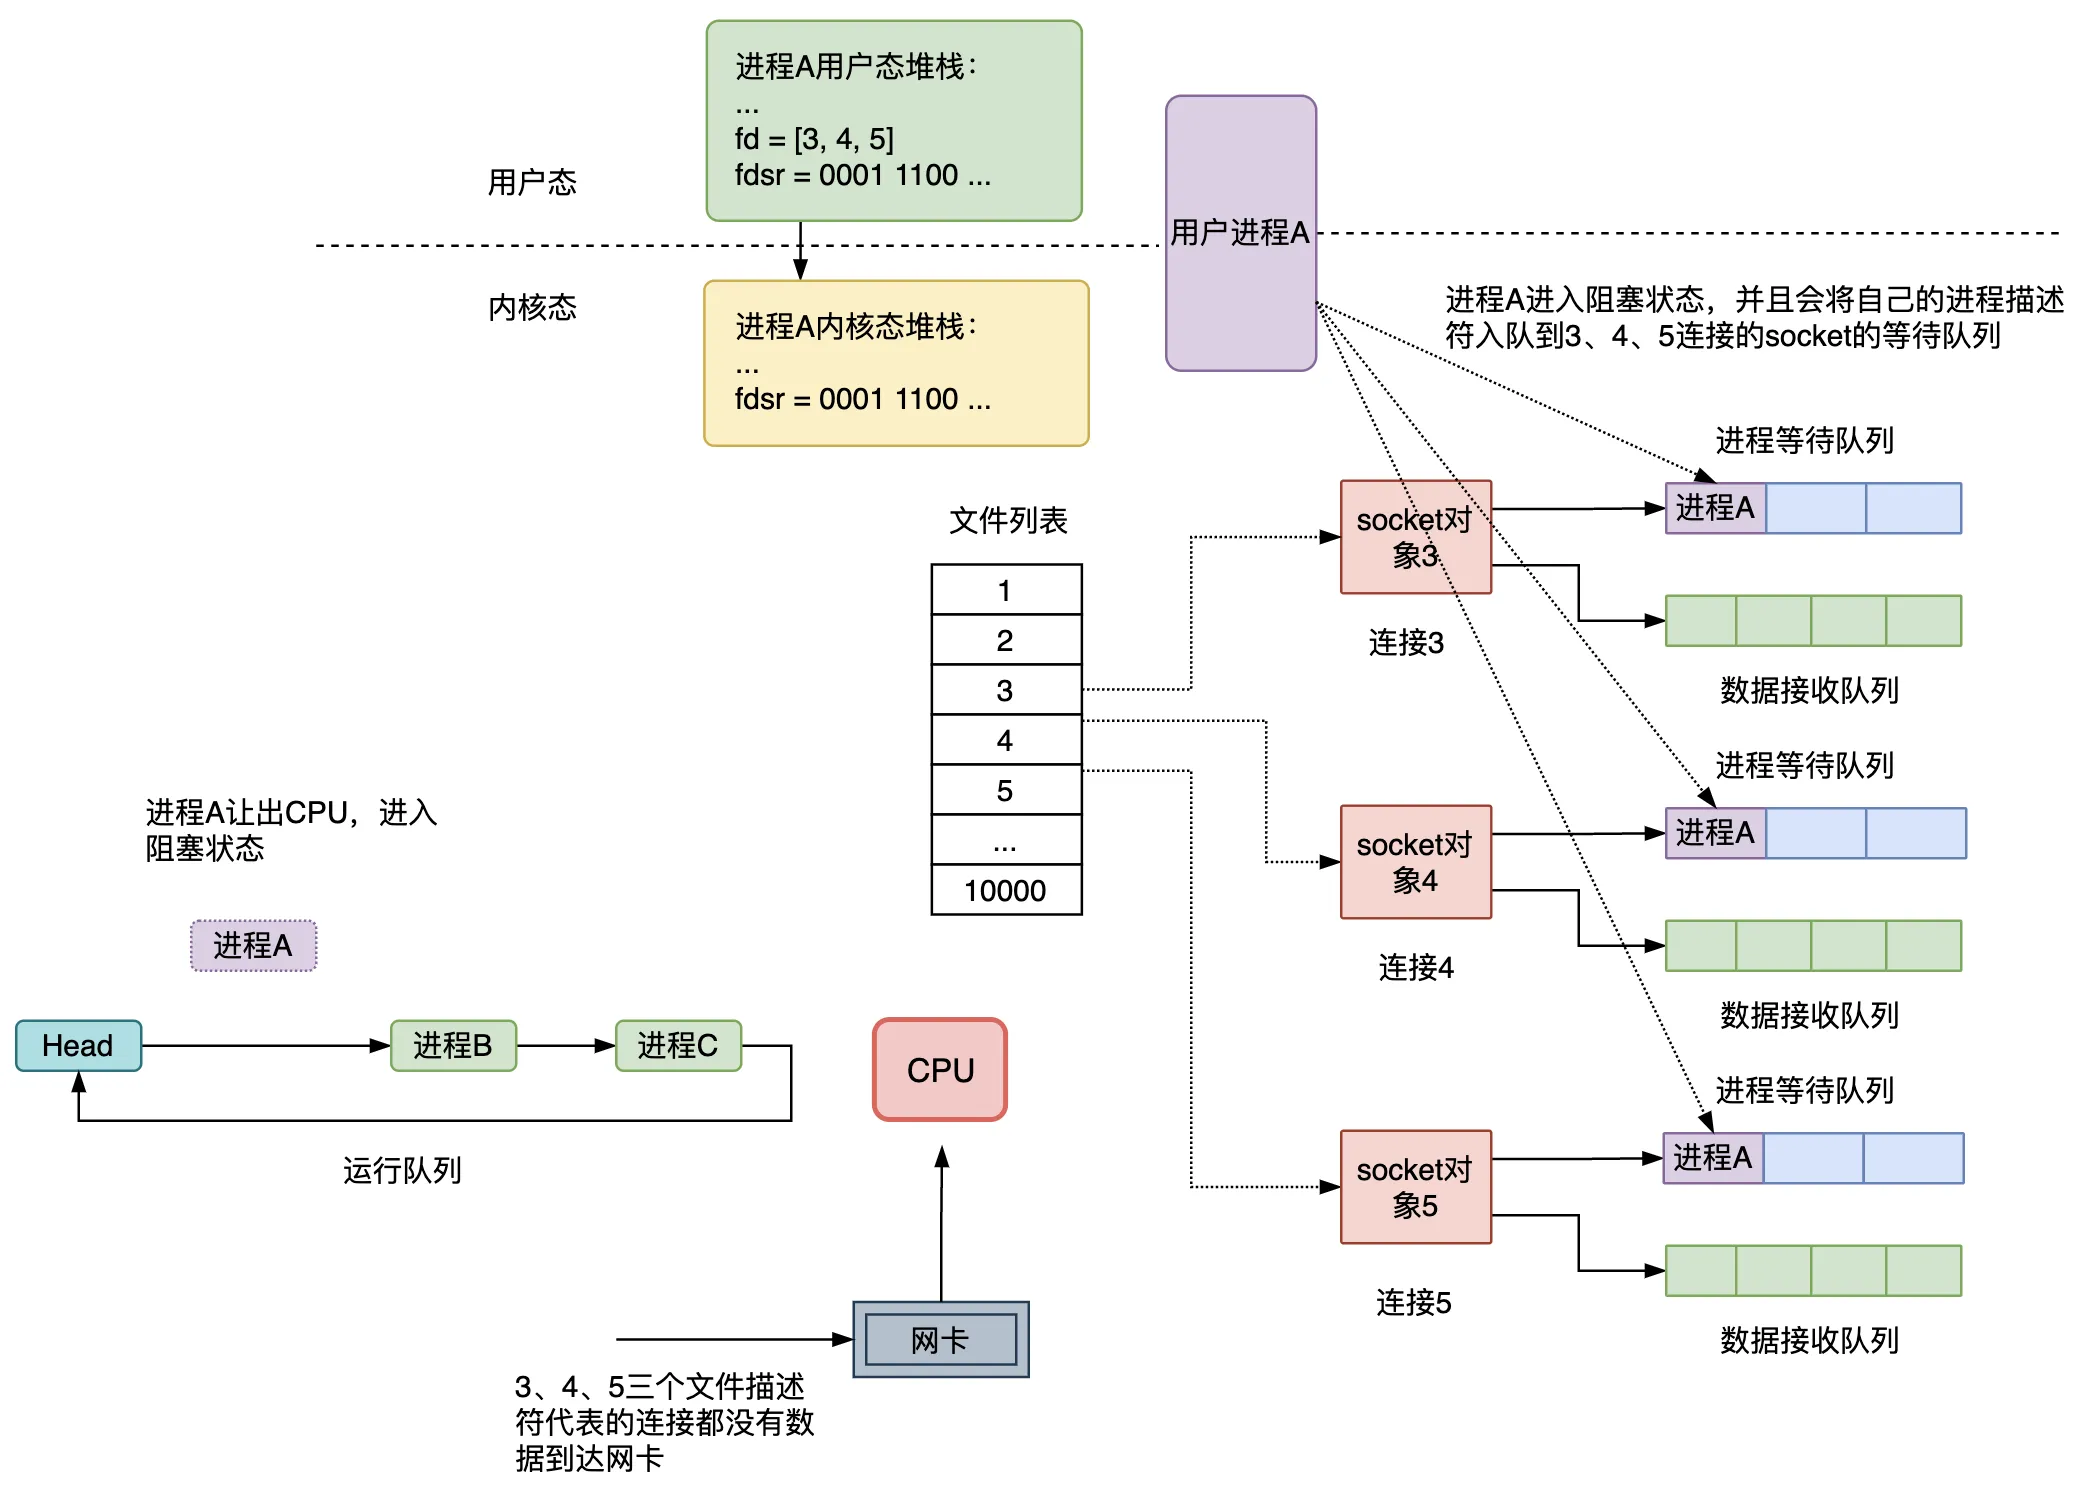 进程A用户态堆栈：
...
fd = [3, 4, 5]
fdsr = 0001 1100 ...
用户态
用户进程A
内核态
进程A内核态堆栈：
...
fdsr = 0001 1100 ...
进程A进入阻塞状态，并且会将自己的进程描述
符入队到3、4、5连接的socket的等待队列
文件列表
1
2
3
4
5
...
10000
进程等待队列
socket对
象3
进程A
连接3
数据接收队列
进程等待队列
socket对
象4
进程A
连接4
数据接收队列
进程等待队列
socket对
象5
进程A
连接5
数据接收队列
进程A让出CPU，进入
阻塞状态
进程A
Head
进程B
进程C
运行队列
CPU
网卡
3、4、5三个文件描述
符代表的连接都没有数
据到达网卡